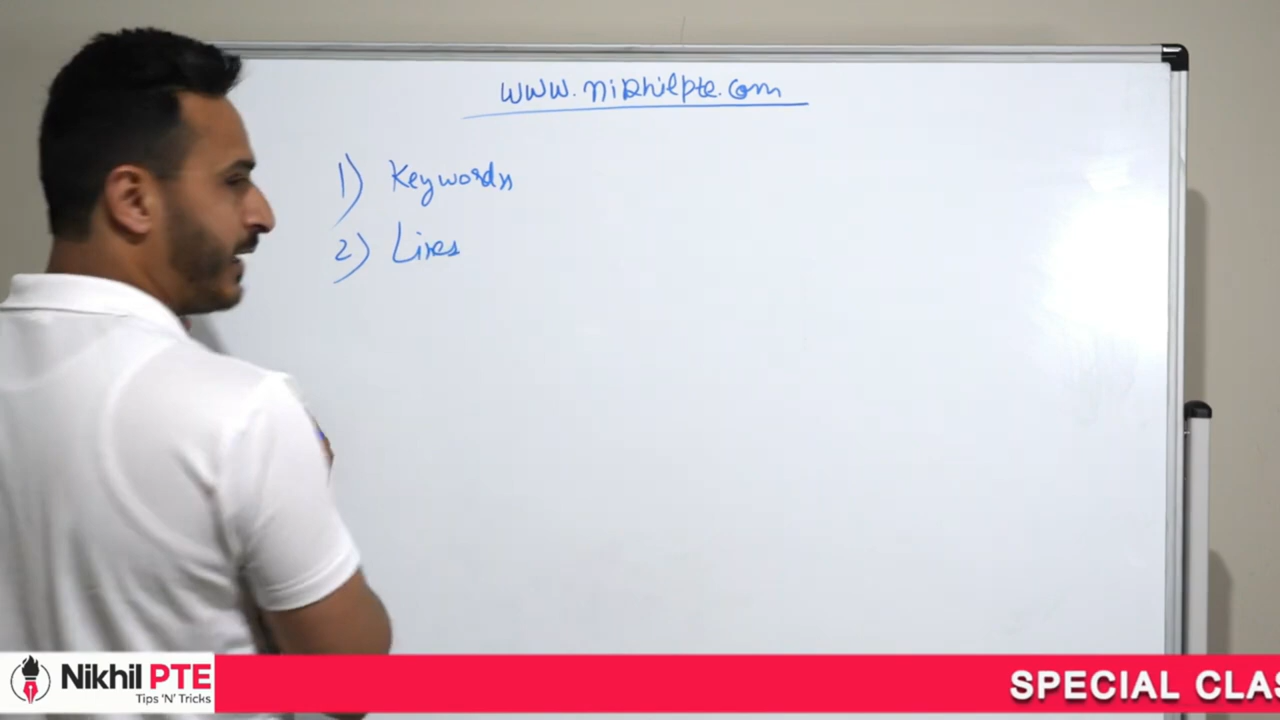 www.nikhilpte.com
1) Keywords
2) Lines
Nikhil PTE
Tips 'N' Tricks
SPECIAL CLAS